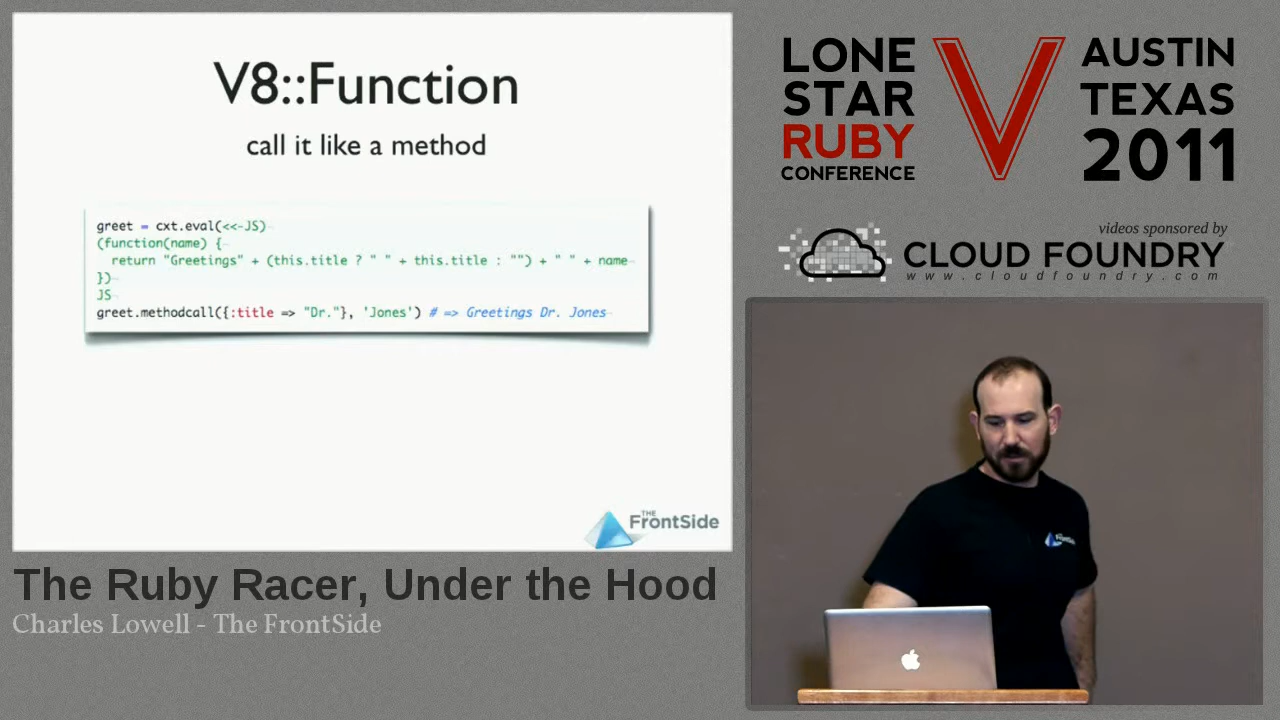 V8::Function
call it like a method
greet = cxt.eval(<<-JS)
(function(name) {
return "Greetings" + (this.title ? " " + this.title : "") + " " + name
})
JS
greet.methodcall({:title => "Dr."}, 'Jones') # => Greetings Dr. Jones
THE
FrontSide
The Ruby Racer, Under the Hood
Charles Lowell - The FrontSide
LONE
STAR
RUBY
CONFERENCE
V
AUSTIN
TEXAS
2011
videos sponsored by
CLOUD FOUNDRY
www.cloudfoundry.com
FrontSide